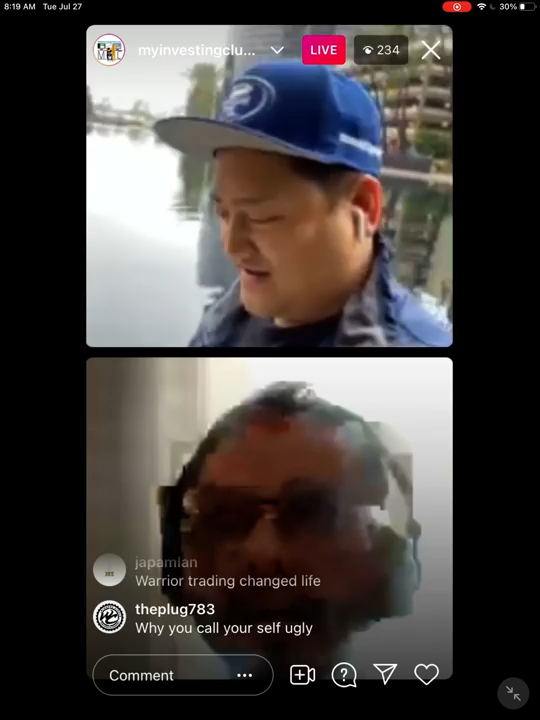 8:19 AM Tue Jul 27
30%
myinvestingclu...
LIVE
234
japamlan
Warrior trading changed life
theplug783
Why you call your self ugly
Comment